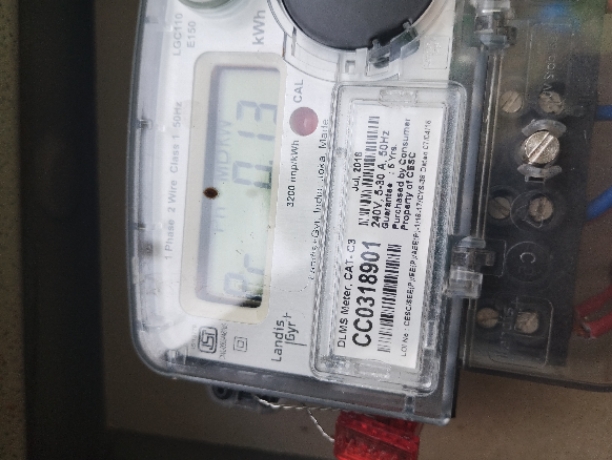 LGC110
E150
kWh
CAL
3200 imp/kWh
1 Phase 2 Wire Class 1 50Hz
0.13
Landis
Gyr+
DLMS Meter, CAT- C3
Jul, 2018
CC0318901
240V, 5-30 A, 50Hz
Guarantee : 5 Yrs.
Purchased by Consumer
Property of CESC